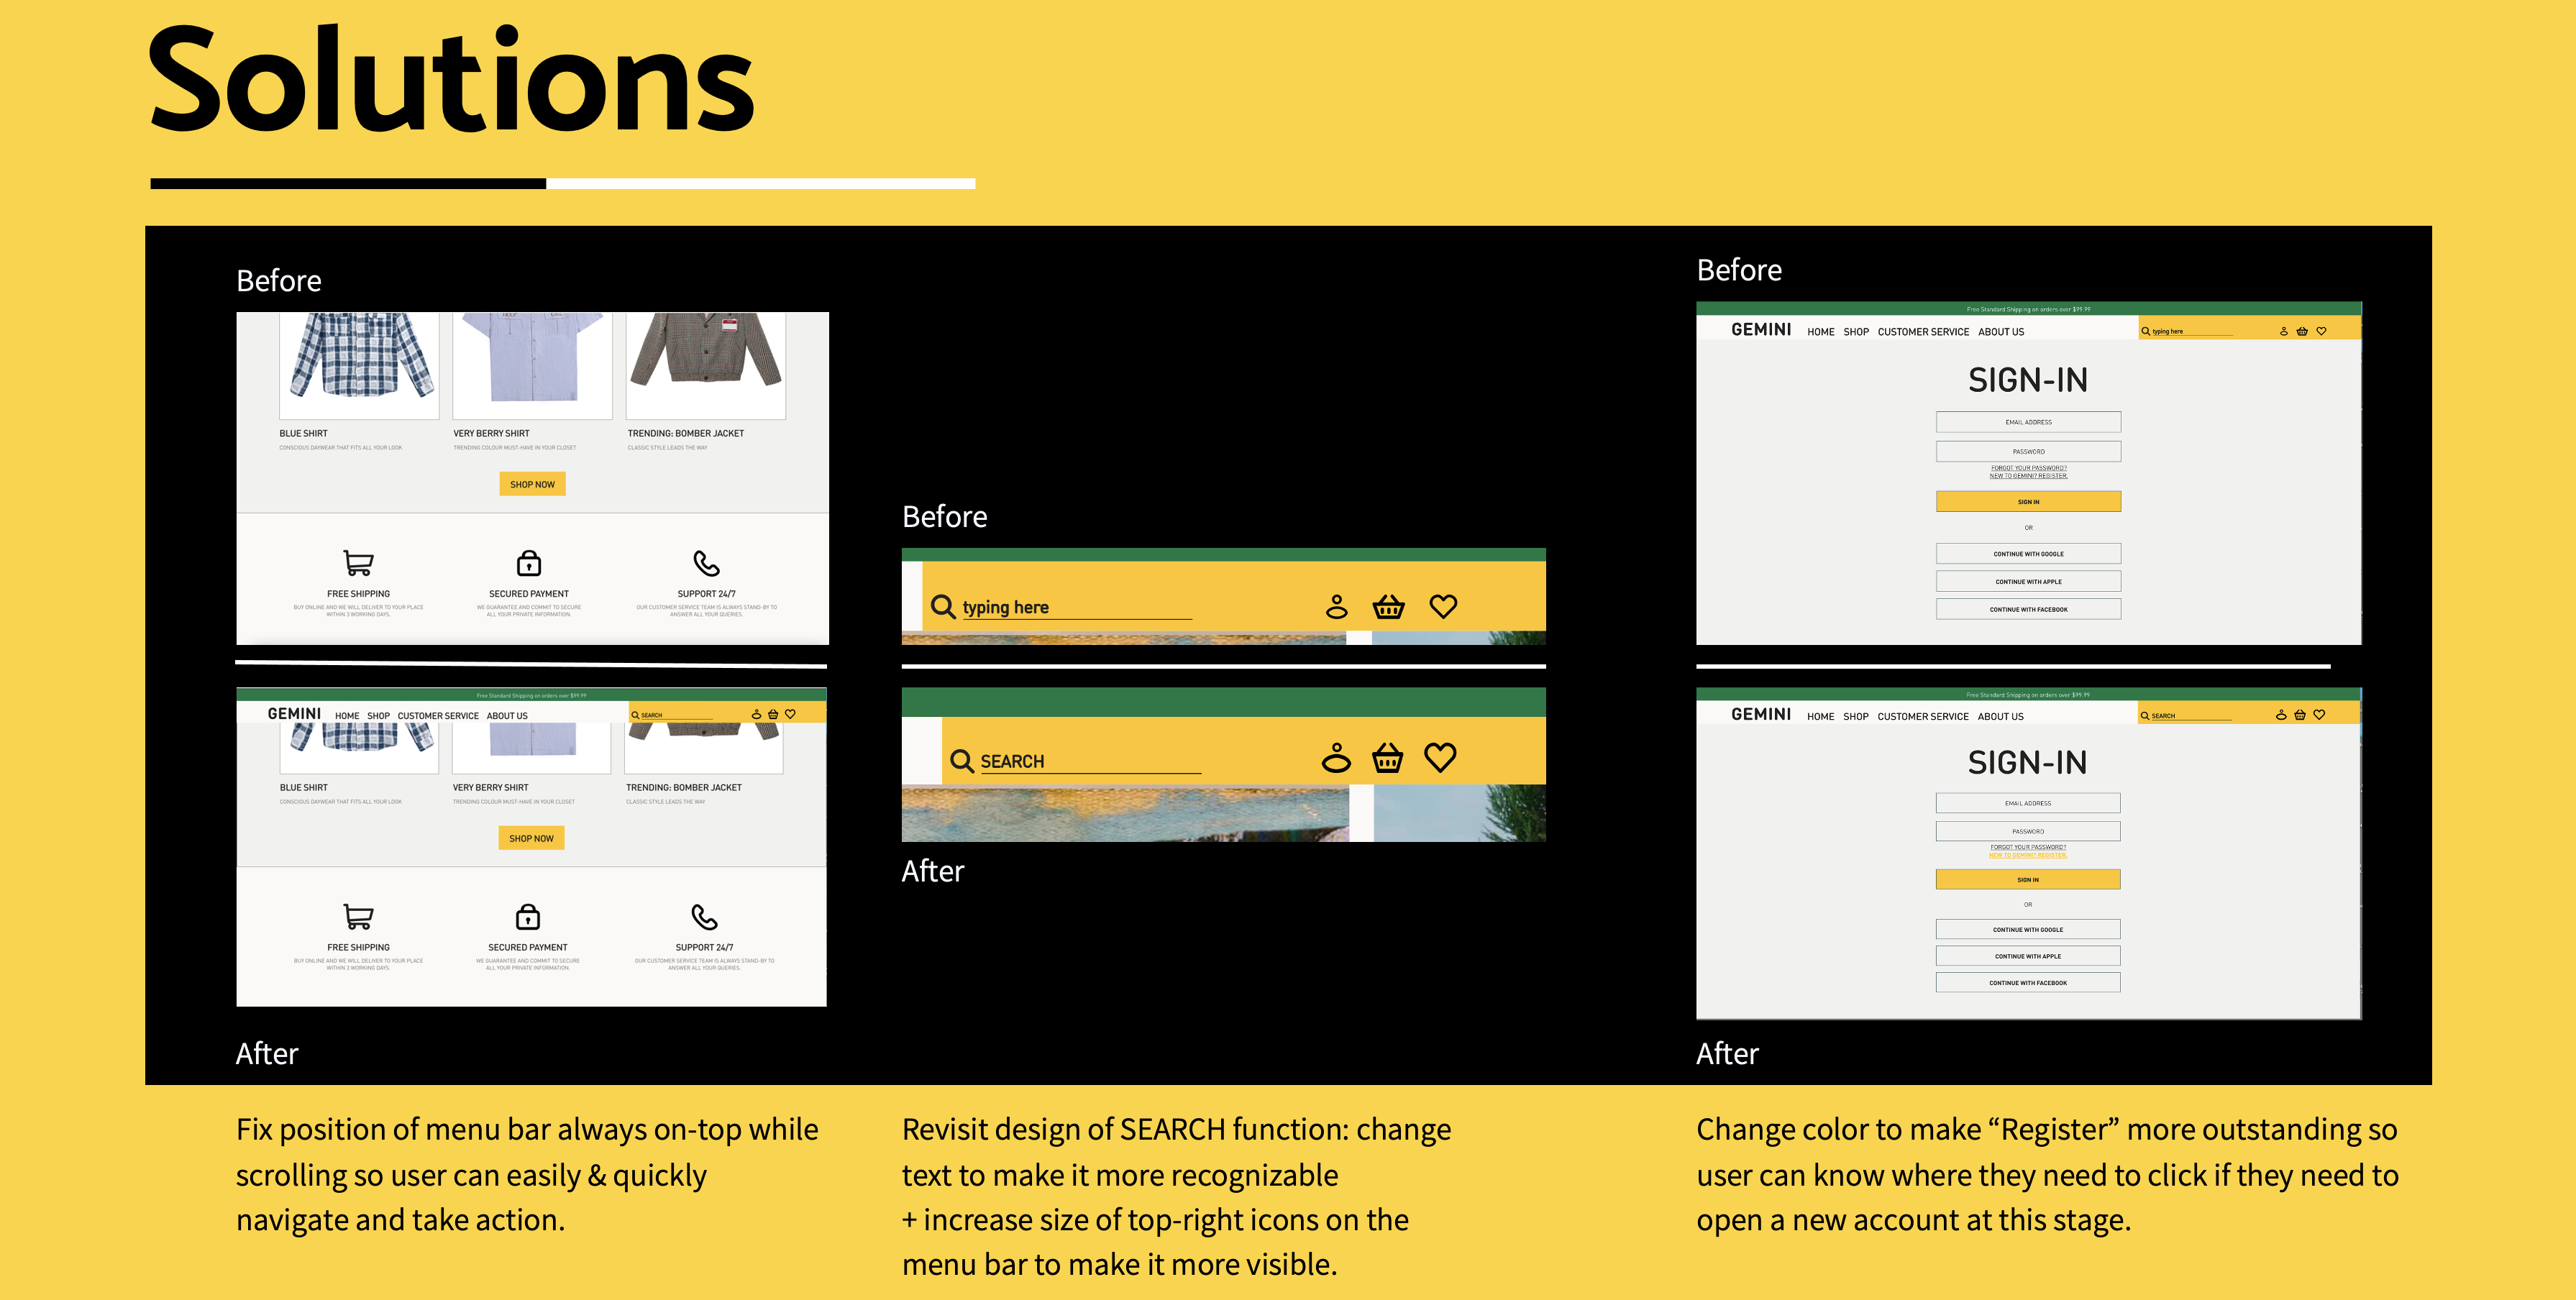 Solutions
Before
BLUE SHIRT
CONSCIOUS DAYWEAR THAT FITS ALL YOUR LOOK
VERY BERRY SHIRT
TRENDING COLOUR MUST-HAVE IN YOUR CLOSET
TRENDING: BOMBER JACKET
CLASSIC STYLE LEADS THE WAY
SHOP NOW
FREE SHIPPING
BUY ONLINE AND WE WILL DELIVER TO YOUR PLACE
WITHIN 3 WORKING DAYS.
SECURED PAYMENT
WE GUARANTEE AND COMMIT TO SECURE
ALL YOUR PRIVATE INFORMATION.
SUPPORT 24/7
OUR CUSTOMER SERVICE TEAM IS ALWAYS STAND-BY TO
ANSWER ALL YOUR QUERIES.
Free Standard Shipping on orders over $99.99
GEMINI HOME SHOP CUSTOMER SERVICE ABOUT US SEARCH
BLUE SHIRT
CONSCIOUS DAYWEAR THAT FITS ALL YOUR LOOK
VERY BERRY SHIRT
TRENDING COLOUR MUST-HAVE IN YOUR CLOSET
TRENDING: BOMBER JACKET
CLASSIC STYLE LEADS THE WAY
SHOP NOW
FREE SHIPPING
BUY ONLINE AND WE WILL DELIVER TO YOUR PLACE
WITHIN 3 WORKING DAYS.
SECURED PAYMENT
WE GUARANTEE AND COMMIT TO SECURE
ALL YOUR PRIVATE INFORMATION.
SUPPORT 24/7
OUR CUSTOMER SERVICE TEAM IS ALWAYS STAND-BY TO
ANSWER ALL YOUR QUERIES.
After
Fix position of menu bar always on-top while
scrolling so user can easily & quickly
navigate and take action.
Before
typing here
SEARCH
After
Revisit design of SEARCH function: change
text to make it more recognizable
+ increase size of top-right icons on the
menu bar to make it more visible.
Before
Free Standard Shipping on orders over $99.99
GEMINI HOME SHOP CUSTOMER SERVICE ABOUT US typing here
SIGN-IN
EMAIL ADDRESS
PASSWORD
FORGOT YOUR PASSWORD?
NEW TO GEMINI? REGISTER.
SIGN IN
OR
CONTINUE WITH GOOGLE
CONTINUE WITH APPLE
CONTINUE WITH FACEBOOK
Free Standard Shipping on orders over $99.99
GEMINI HOME SHOP CUSTOMER SERVICE ABOUT US SEARCH
SIGN-IN
EMAIL ADDRESS
PASSWORD
FORGOT YOUR PASSWORD?
NEW TO GEMINI? REGISTER.
SIGN IN
OR
CONTINUE WITH GOOGLE
CONTINUE WITH APPLE
CONTINUE WITH FACEBOOK
After
Change color to make “Register” more outstanding so
user can know where they need to click if they need to
open a new account at this stage.